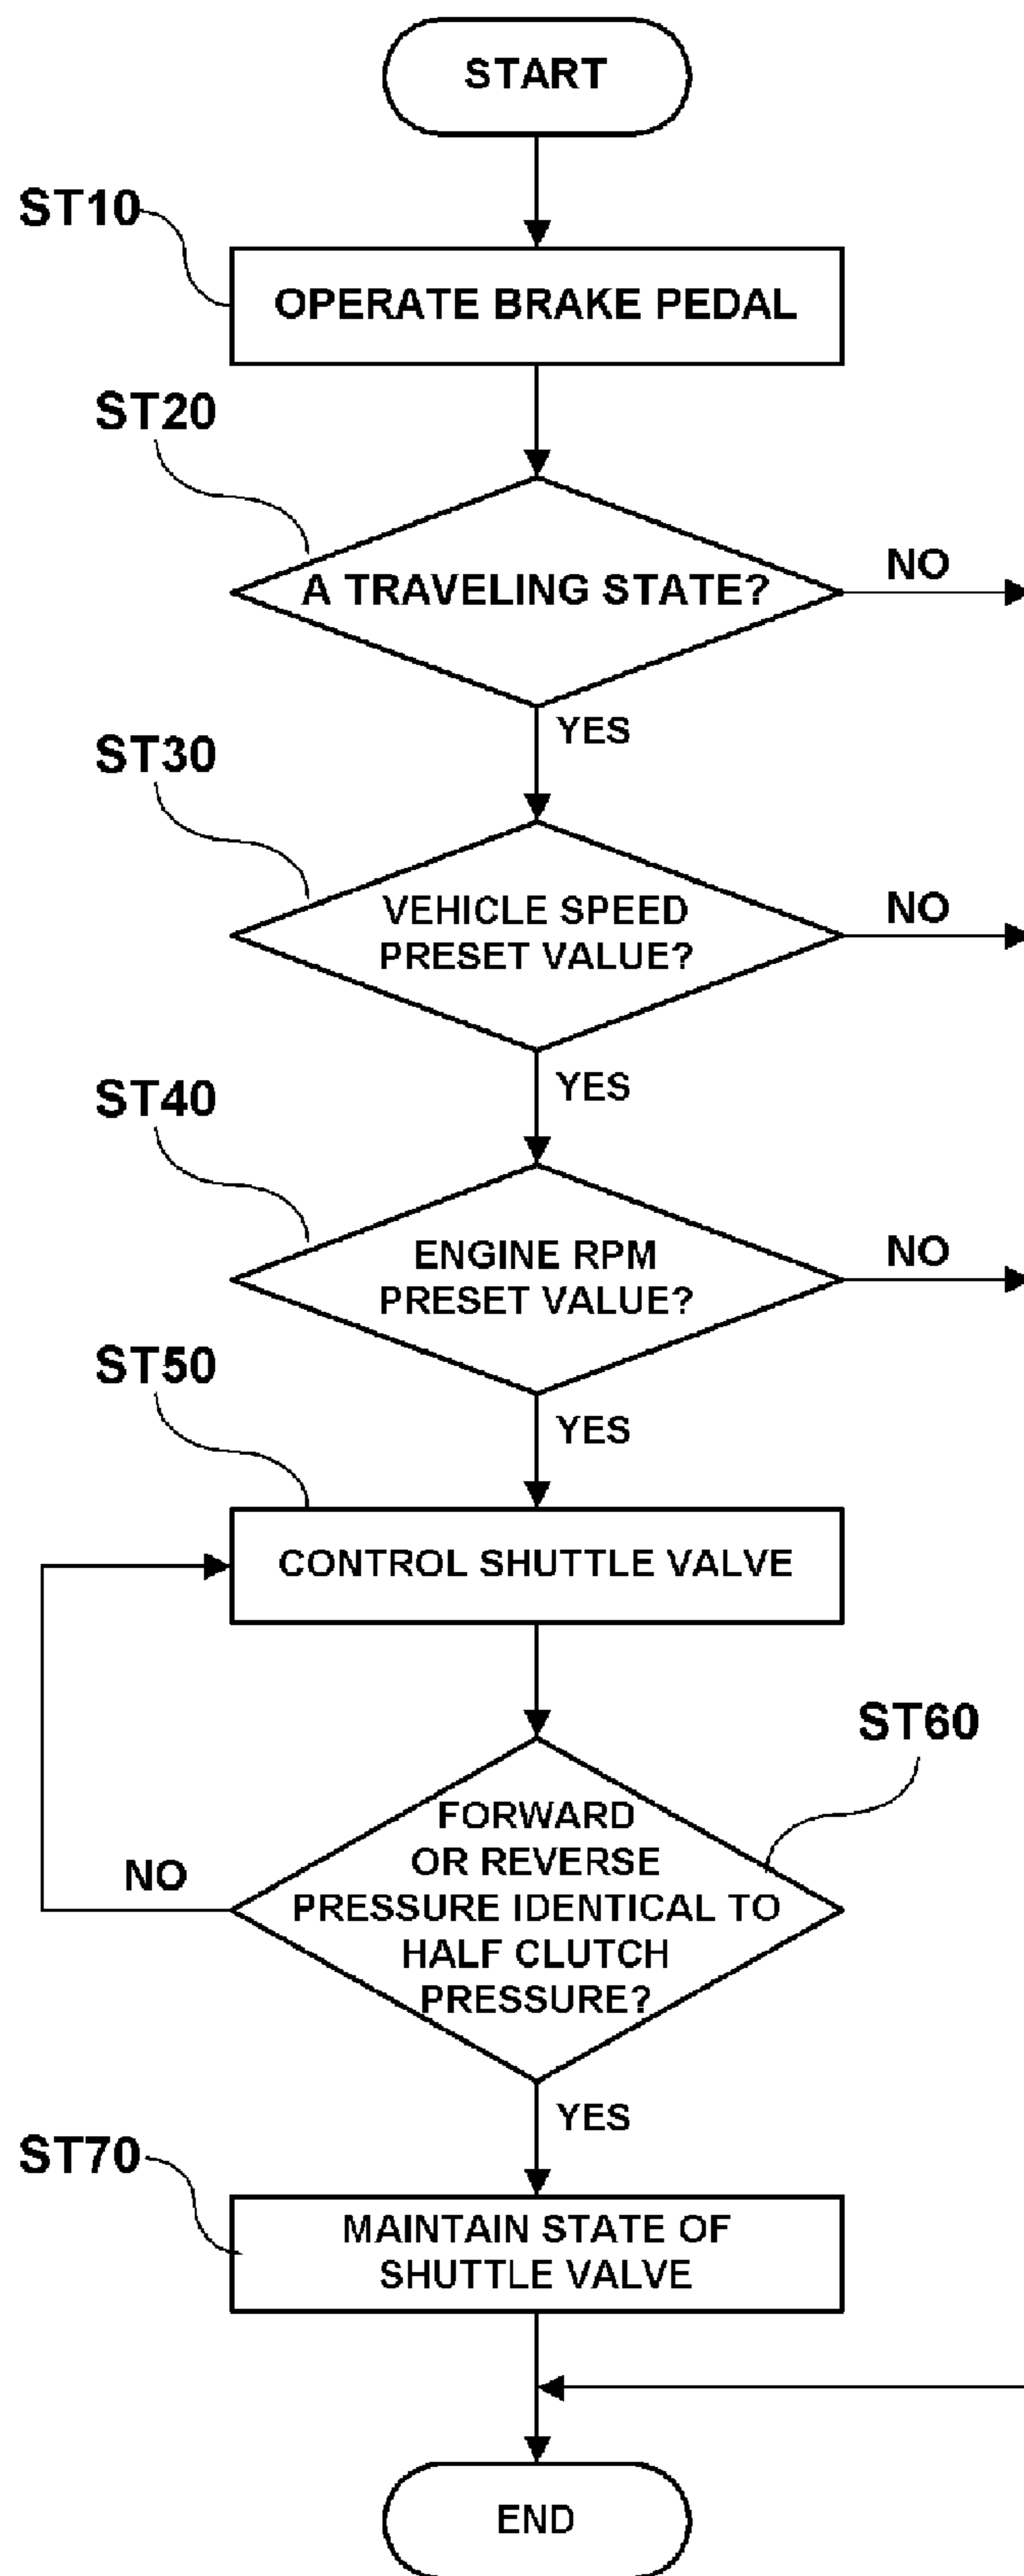 START
ST10
OPERATE BRAKE PEDAL
ST20
A TRAVELING STATE?
NO
YES
ST30
VEHICLE SPEED
PRESET VALUE?
NO
YES
ST40
ENGINE RPM
PRESET VALUE?
NO
YES
ST50
CONTROL SHUTTLE VALVE
ST60
FORWARD
OR REVERSE
PRESSURE IDENTICAL TO
HALF CLUTCH
PRESSURE?
NO
YES
ST70
MAINTAIN STATE OF
SHUTTLE VALVE
END